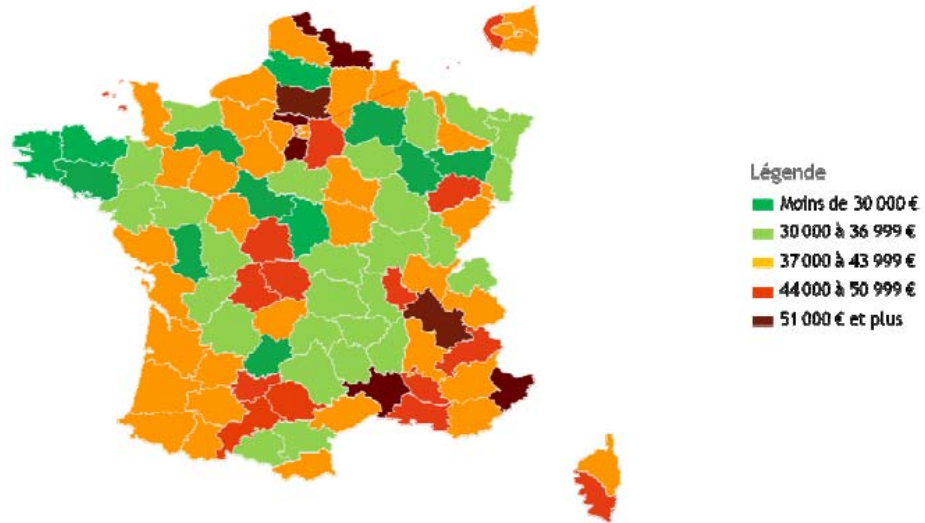 Légende
Moins de 30 000 €
30 000 à 36 999 €
37 000 à 43 999 €
44 000 à 50 999 €
51 000 € et plus